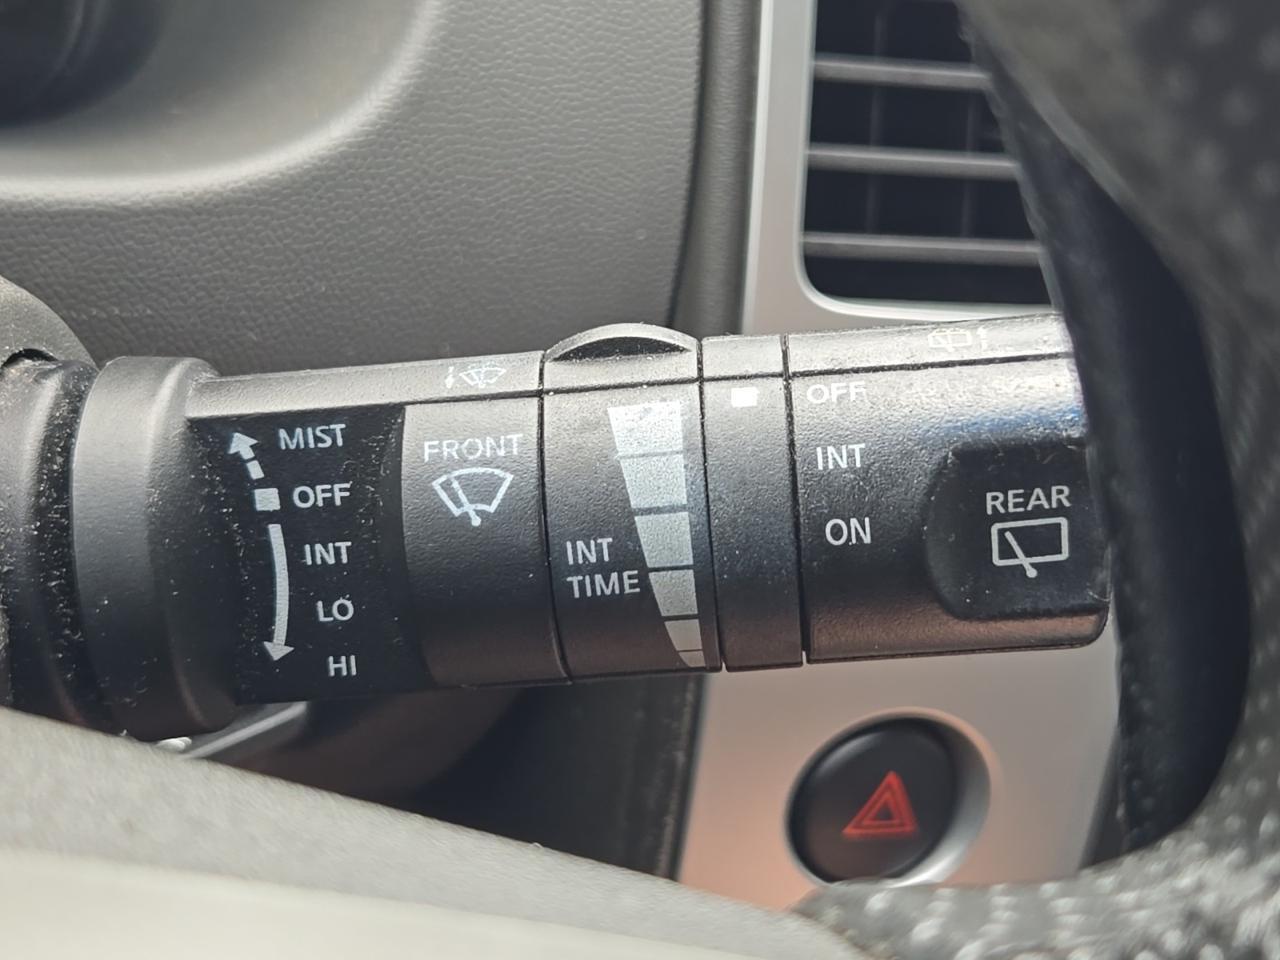 MIST
OFF
INT
LO
HI
FRONT
INT
TIME
OFF
INT
ON
REAR